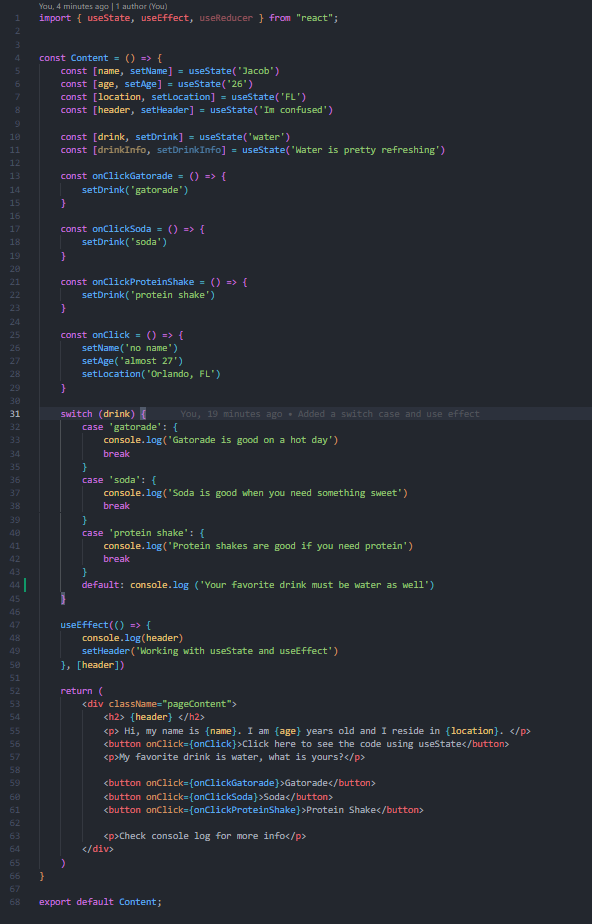 You, 4 minutes ago | 1 author (You)
1 import { useState, useEffect, useReducer } from "react";
2
3
4 const Content = () => {
5 const [name, setName] = useState('Jacob')
6 const [age, setAge] = useState('26')
7 const [location, setLocation] = useState('FL')
8 const [header, setHeader] = useState('Im confused')
9
10 const [drink, setDrink] = useState('water')
11 const [drinkInfo, setDrinkInfo] = useState('Water is pretty refreshing')
12
13 const onClickGatorade = () => {
14 setDrink('gatorade')
15 }
16
17 const onClickSoda = () => {
18 setDrink('soda')
19 }
20
21 const onClickProteinShake = () => {
22 setDrink('protein shake')
23 }
24
25 const onClick = () => {
26 setName('no name')
27 setAge('almost 27')
28 setLocation('Orlando, FL')
29 }
30
31 switch (drink) { You, 19 minutes ago • Added a switch case and use effect
32 case 'gatorade': {
33 console.log('Gatorade is good on a hot day')
34 break
35 }
36 case 'soda': {
37 console.log('Soda is good when you need something sweet')
38 break
39 }
40 case 'protein shake': {
41 console.log('Protein shakes are good if you need protein')
42 break
43 }
44 default: console.log ('Your favorite drink must be water as well')
45 }
46
47 useEffect(() => {
48 console.log(header)
49 setHeader('Working with useState and useEffect')
50 }, [header])
51
52 return (
53 <div className="pageContent">
54 <h2> {header} </h2>
55 <p> Hi, my name is {name}. I am {age} years old and I reside in {location}. </p>
56 <button onClick={onClick}>Click here to see the code using useState</button>
57 <p>My favorite drink is water, what is yours?</p>
58
59 <button onClick={onClickGatorade}>Gatorade</button>
60 <button onClick={onClickSoda}>Soda</button>
61 <button onClick={onClickProteinShake}>Protein Shake</button>
62
63 <p>Check console log for more info</p>
64 </div>
65 )
66 }
67
68 export default Content;